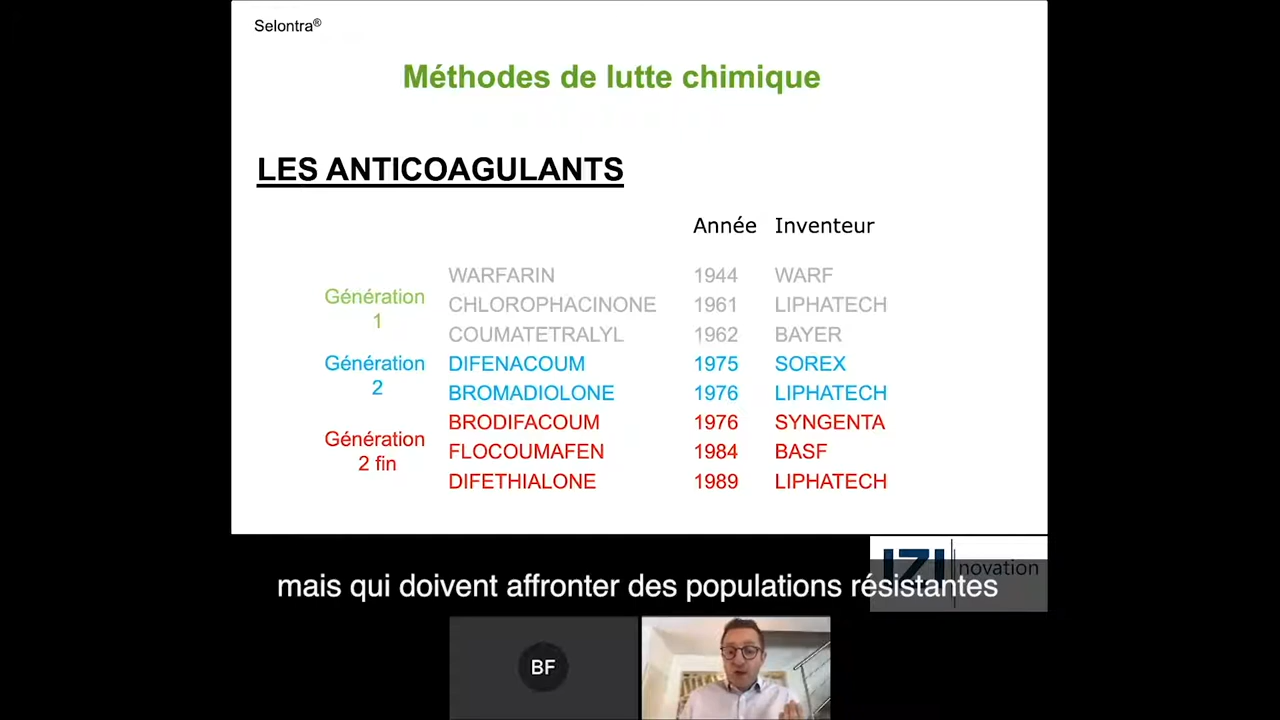 Selontra®
Méthodes de lutte chimique
LES ANTICOAGULANTS
Année Inventeur
Génération 1
WARFARIN 1944 WARF
CHLOROPHACINONE 1961 LIPHATECH
COUMATETRALYL 1962 BAYER
Génération 2
DIFENACOUM 1975 SOREX
BROMADIOLONE 1976 LIPHATECH
Génération 2 fin
BRODIFACOUM 1976 SYNGENTA
FLOCOUMAFEN 1984 BASF
DIFETHIALONE 1989 LIPHATECH
IZI novation
mais qui doivent affronter des populations résistantes
BF